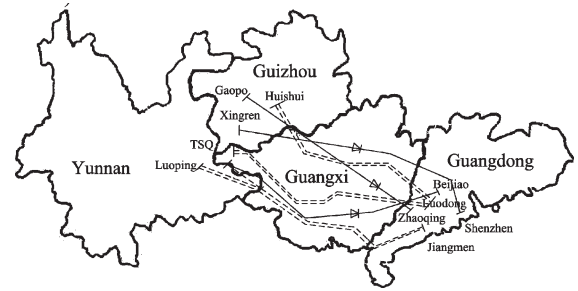 Guizhou
Gaopo
Huishui
Xingren
TSQ
Luoping
Yunnan
Guangxi
Guangdong
Beijiao
Luodong
Zhaoqing
Shenzhen
Jiangmen